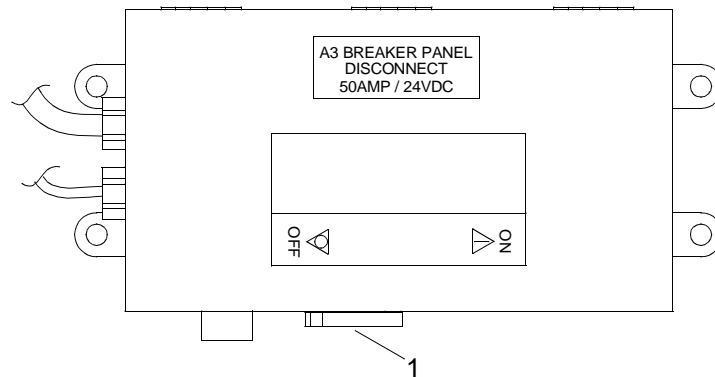 A3 BREAKER PANEL
DISCONNECT
50AMP / 24VDC
OFF
ON
1